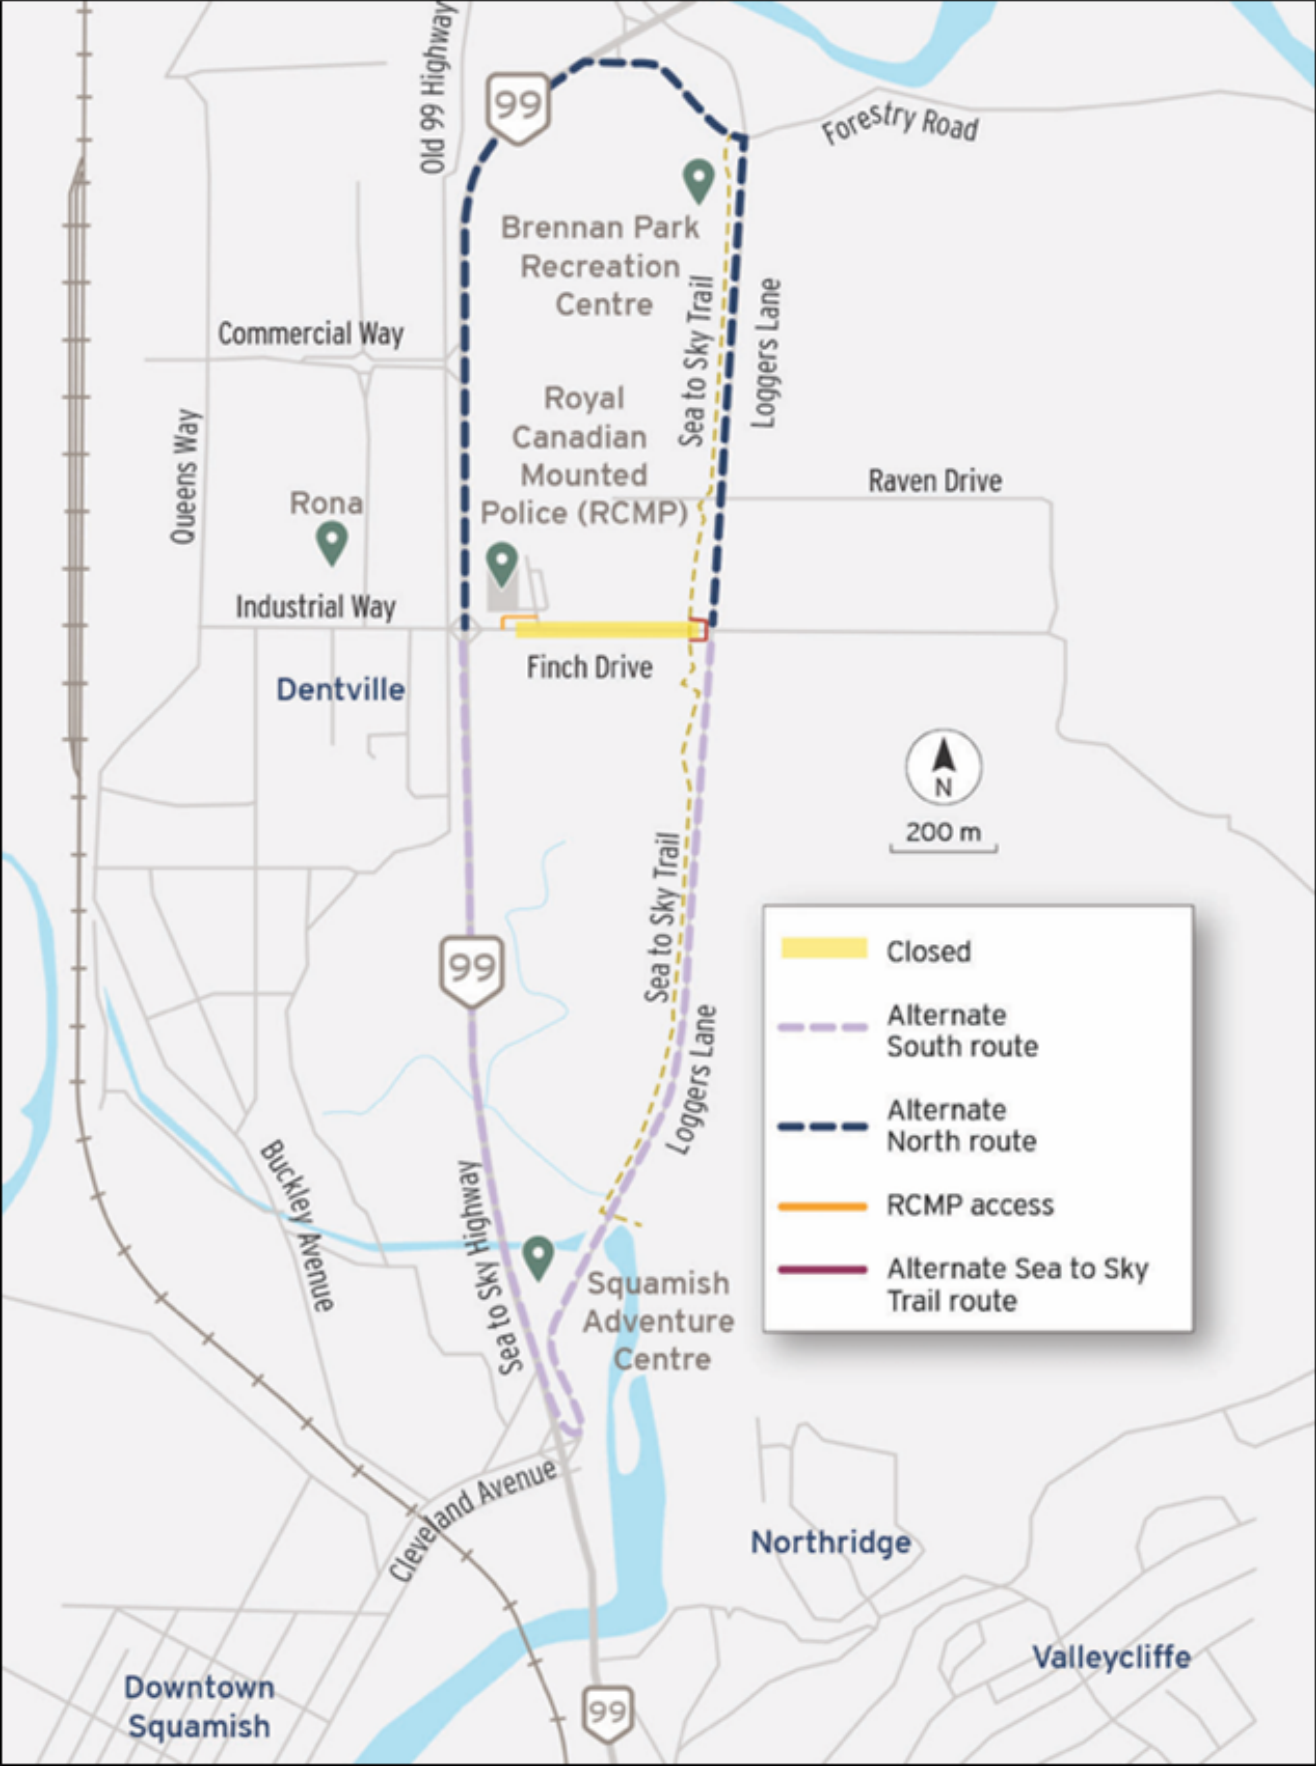 Old 99 Highway
99
Forestry Road
Brennan Park
Recreation
Centre
Sea to Sky Trail
Loggers Lane
Commercial Way
Royal
Canadian
Mounted
Police (RCMP)
Queens Way
Raven Drive
Rona
Industrial Way
Finch Drive
Dentville
N
200 m
Sea to Sky Trail
99
Loggers Lane
Closed
Alternate
South route
Alternate
North route
RCMP access
Alternate Sea to Sky
Trail route
Buckley Avenue
Sea to Sky Highway
Squamish
Adventure
Centre
Cleveland Avenue
Northridge
Valleycliffe
Downtown
Squamish
99